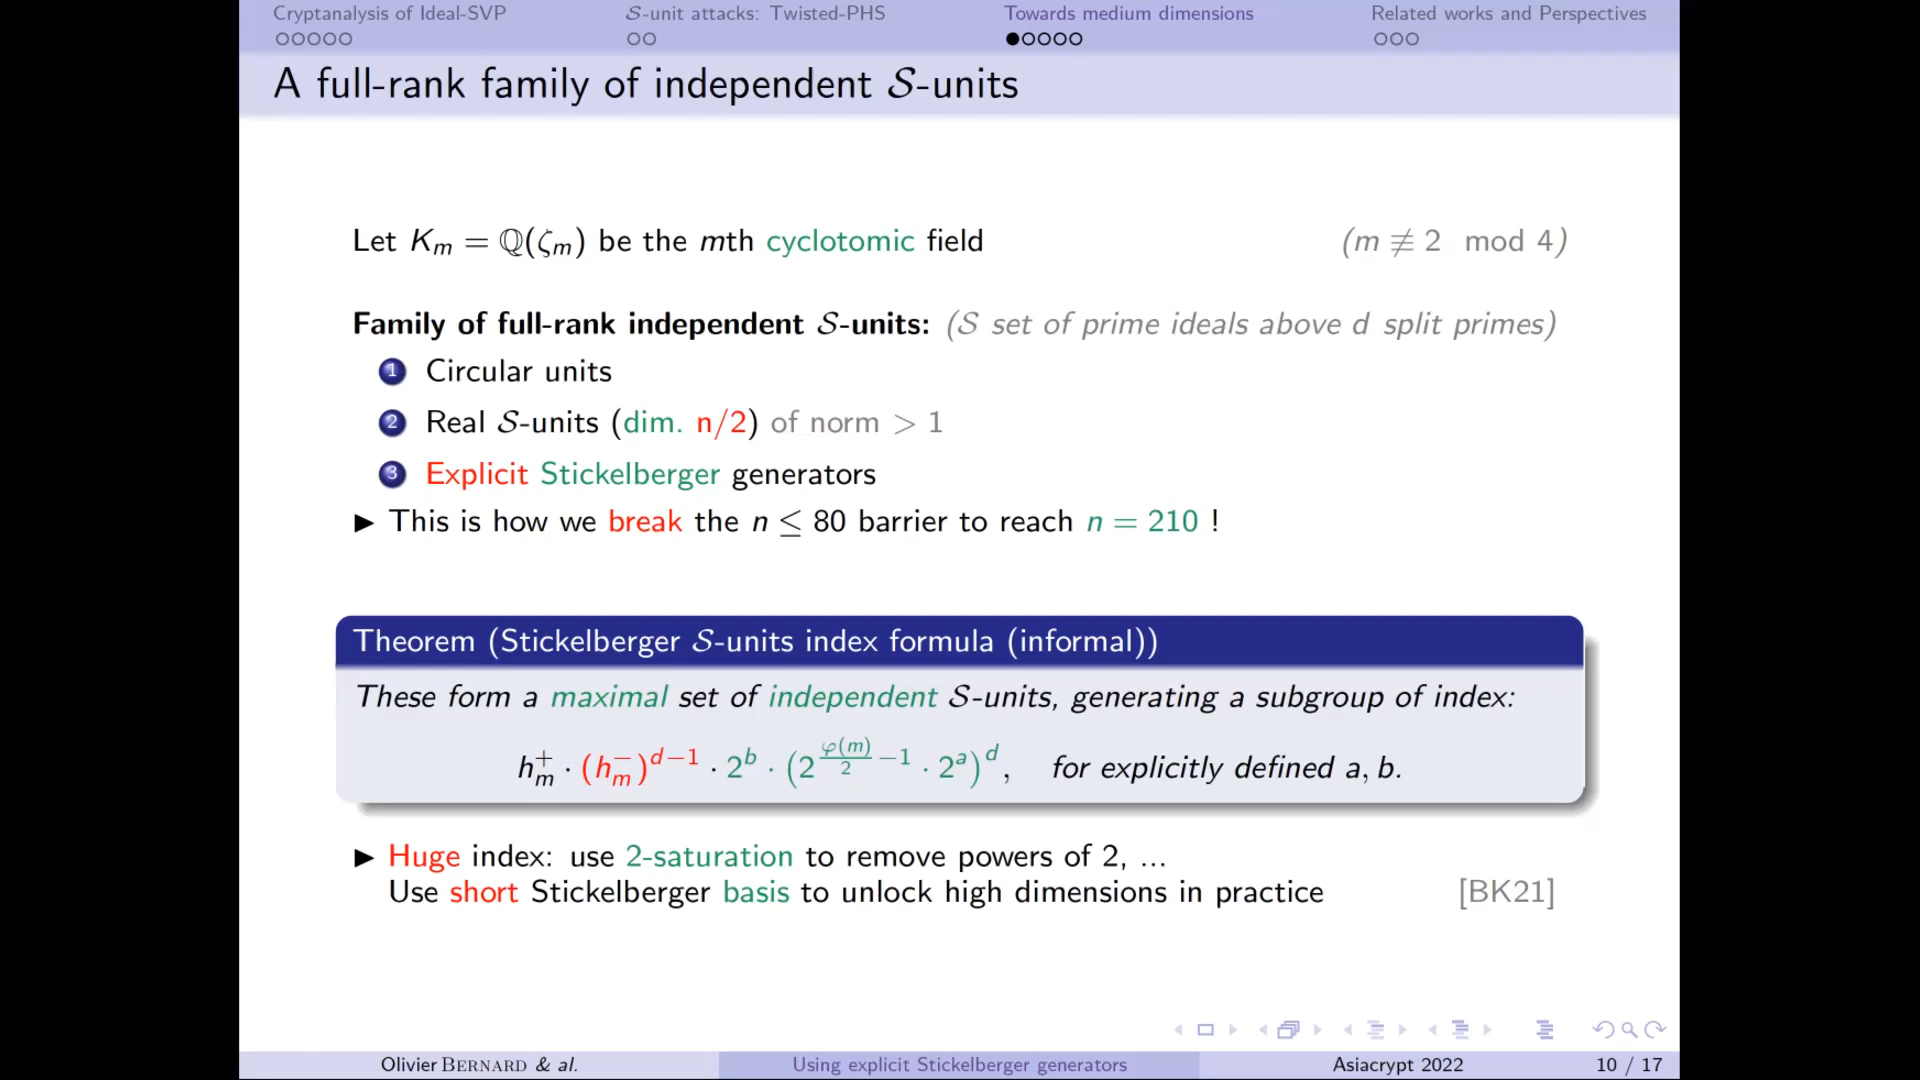 Cryptanalysis of Ideal-SVP   𝒮-unit attacks: Twisted-PHS   Towards medium dimensions   Related works and Perspectives
A full-rank family of independent 𝒮-units
Let K_m = ℚ(ζ_m) be the mth cyclotomic field   (m ≢ 2 mod 4)
Family of full-rank independent 𝒮-units: (𝒮 set of prime ideals above d split primes)
1 Circular units
2 Real 𝒮-units (dim. n/2) of norm > 1
3 Explicit Stickelberger generators
▶ This is how we break the n ≤ 80 barrier to reach n = 210 !
Theorem (Stickelberger 𝒮-units index formula (informal))
These form a maximal set of independent 𝒮-units, generating a subgroup of index:
h_m^+ · (h_m^−)^{d−1} · 2^b · (2^{φ(m)/2 −1} · 2^a)^d, for explicitly defined a, b.
▶ Huge index: use 2-saturation to remove powers of 2, ...
Use short Stickelberger basis to unlock high dimensions in practice   [BK21]
Olivier BERNARD & al.   Using explicit Stickelberger generators   Asiacrypt 2022   10 / 17